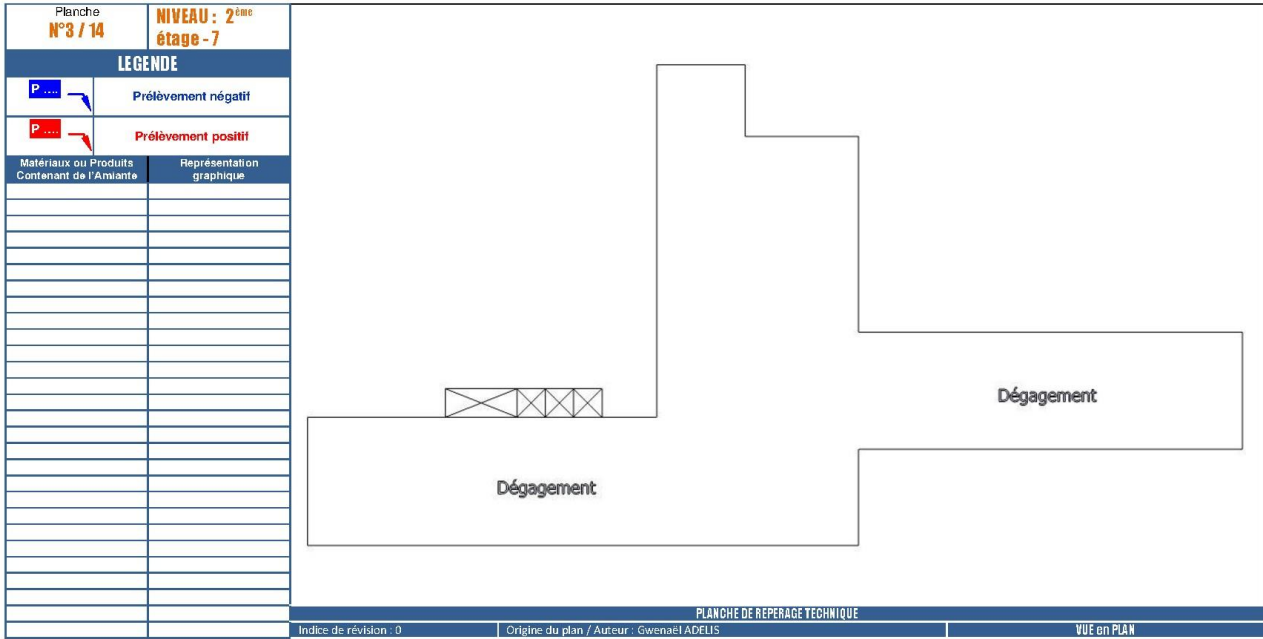 Planche
N°3 / 14
NIVEAU : 2ème
étage - 7
LEGENDE
P ....
Prélèvement négatif
P ....
Prélèvement positif
Matériaux ou Produits
Contenant de l'Amiante
Représentation
graphique
Dégagement
Dégagement
PLANCHE DE REPERAGE TECHNIQUE
Indice de révision : 0
Origine du plan / Auteur : Gwenaël ADELIS
VUE en PLAN